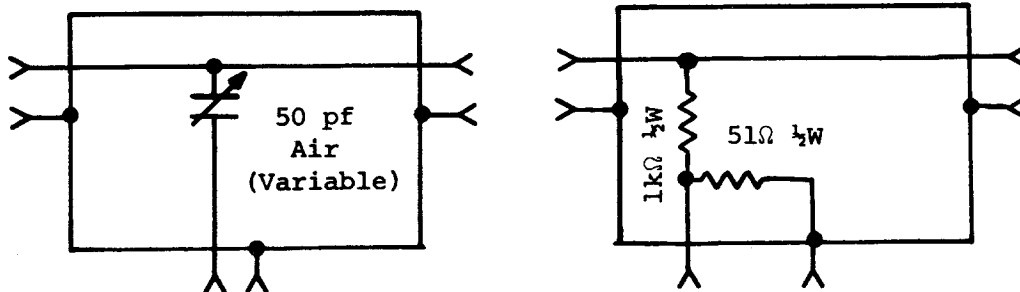 50 pf
Air
(Variable)
1kΩ ½W
51Ω ½W